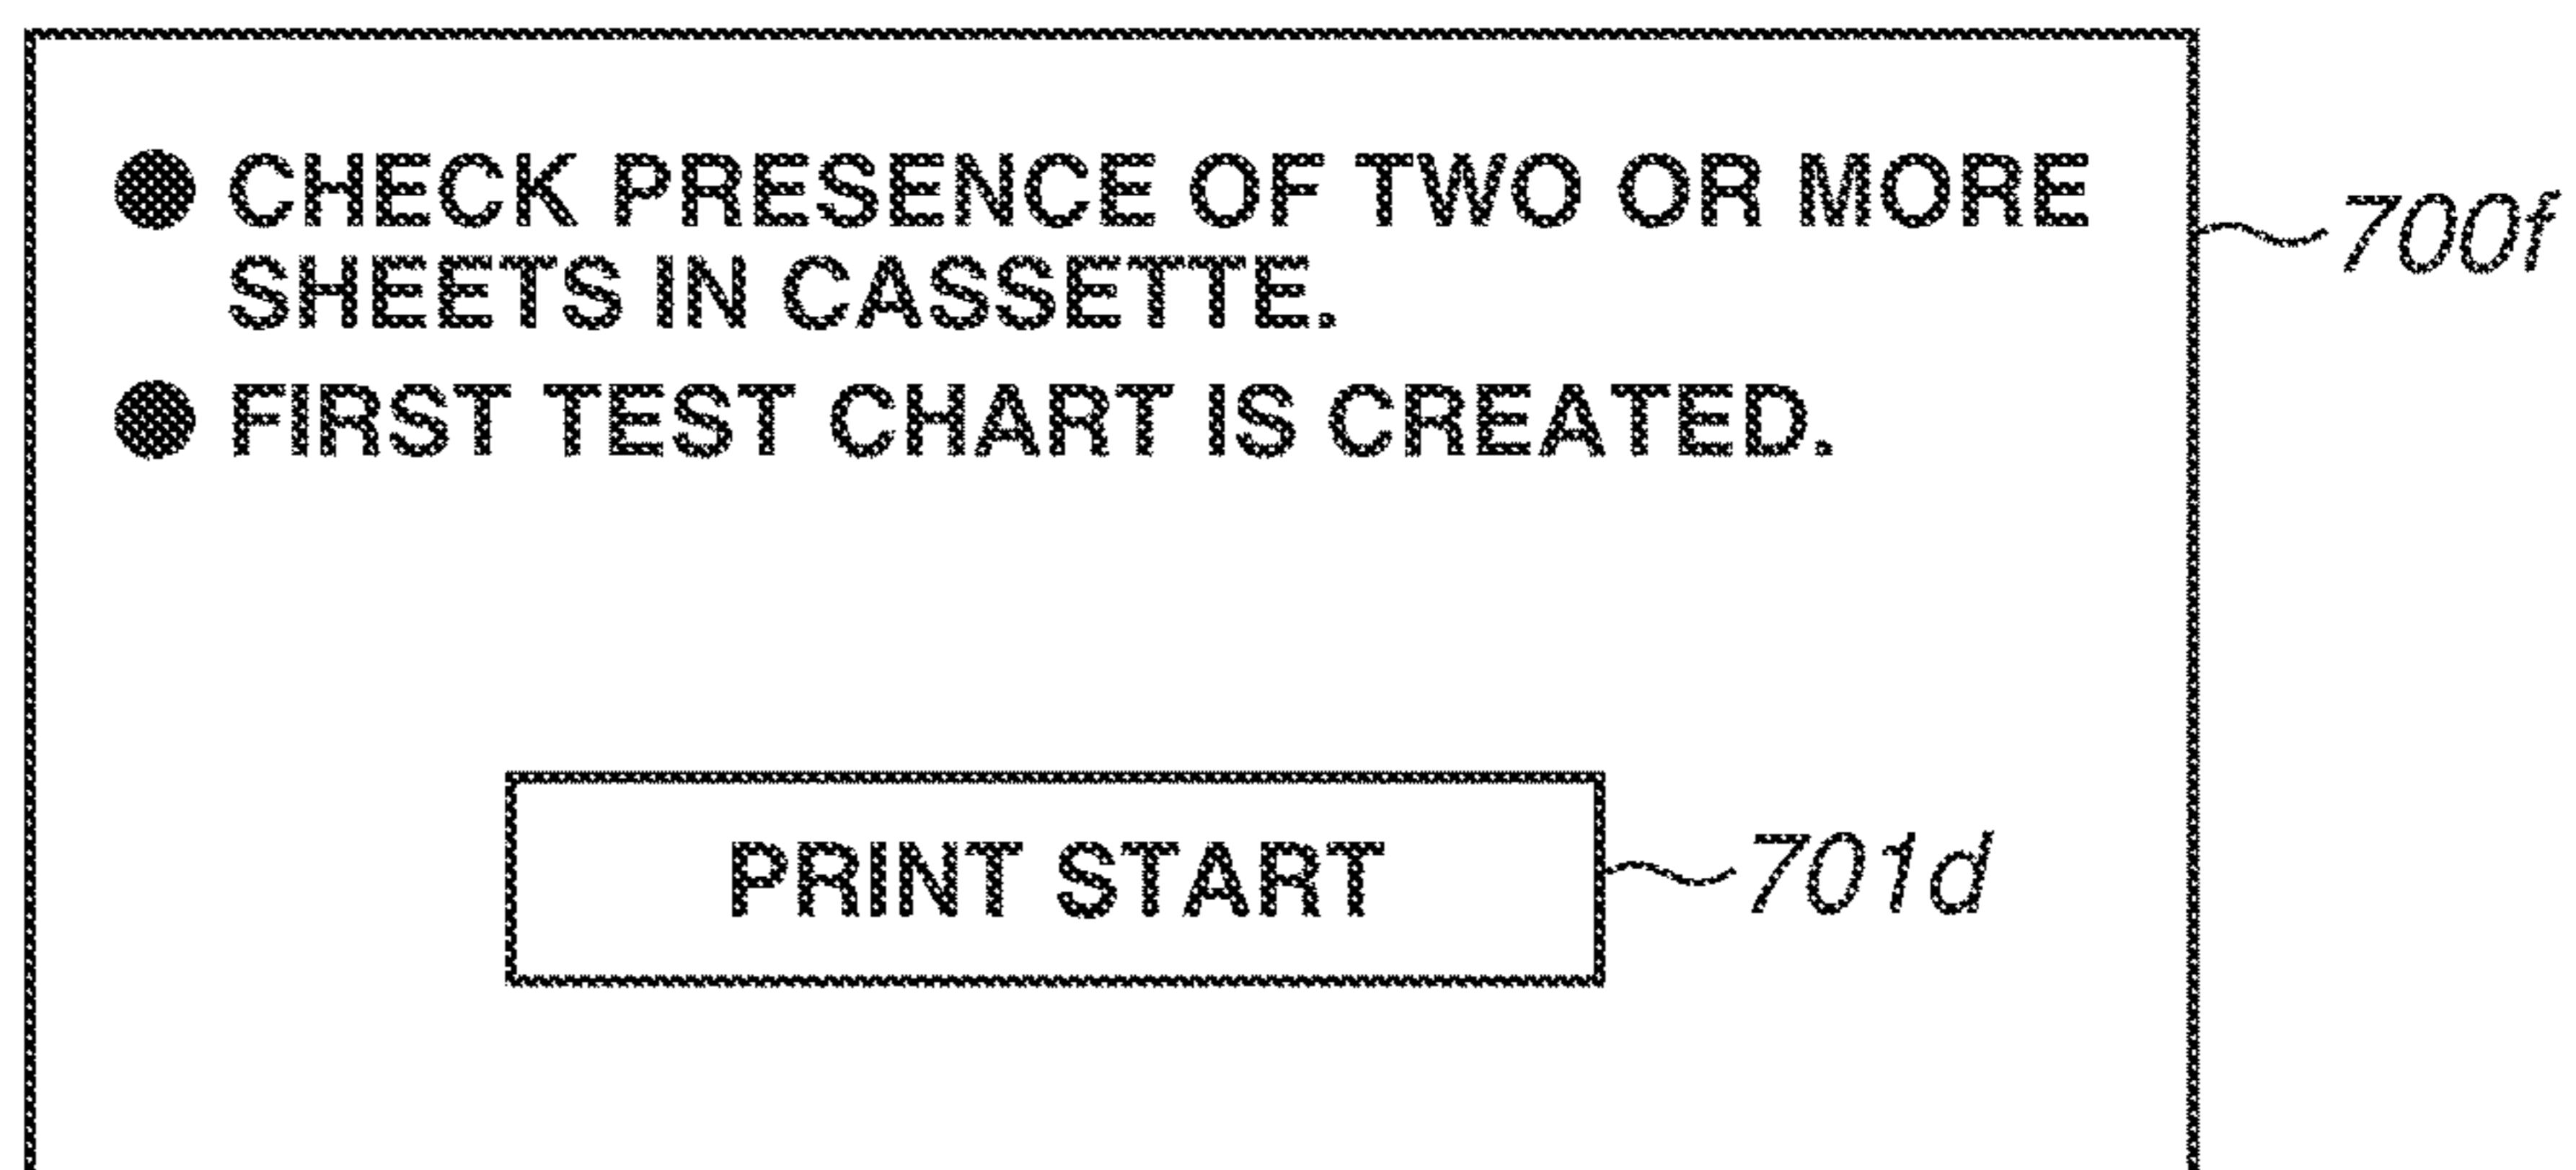 ● CHECK PRESENCE OF TWO OR MORE
SHEETS IN CASSETTE.
700f
● FIRST TEST CHART IS CREATED.
PRINT START
701d